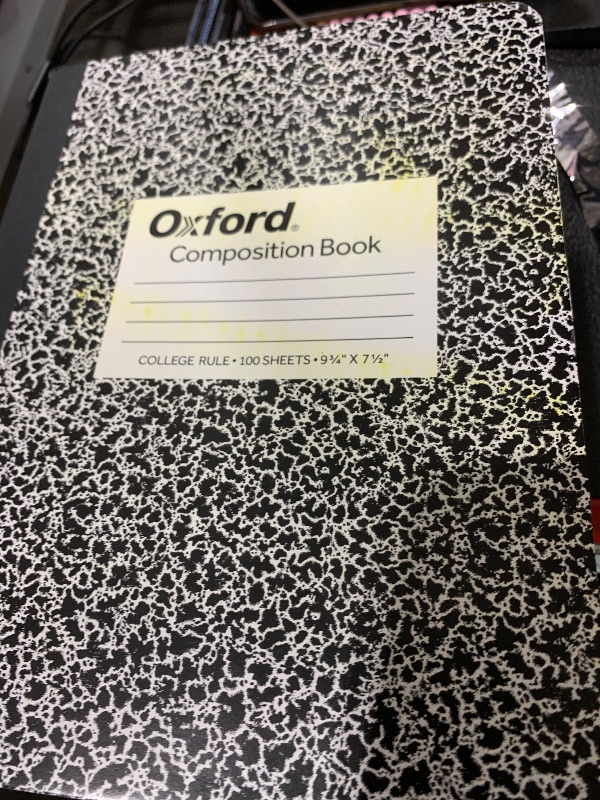 Oxford®
Composition Book
COLLEGE RULE • 100 SHEETS • 9 ¾" X 7 ½"